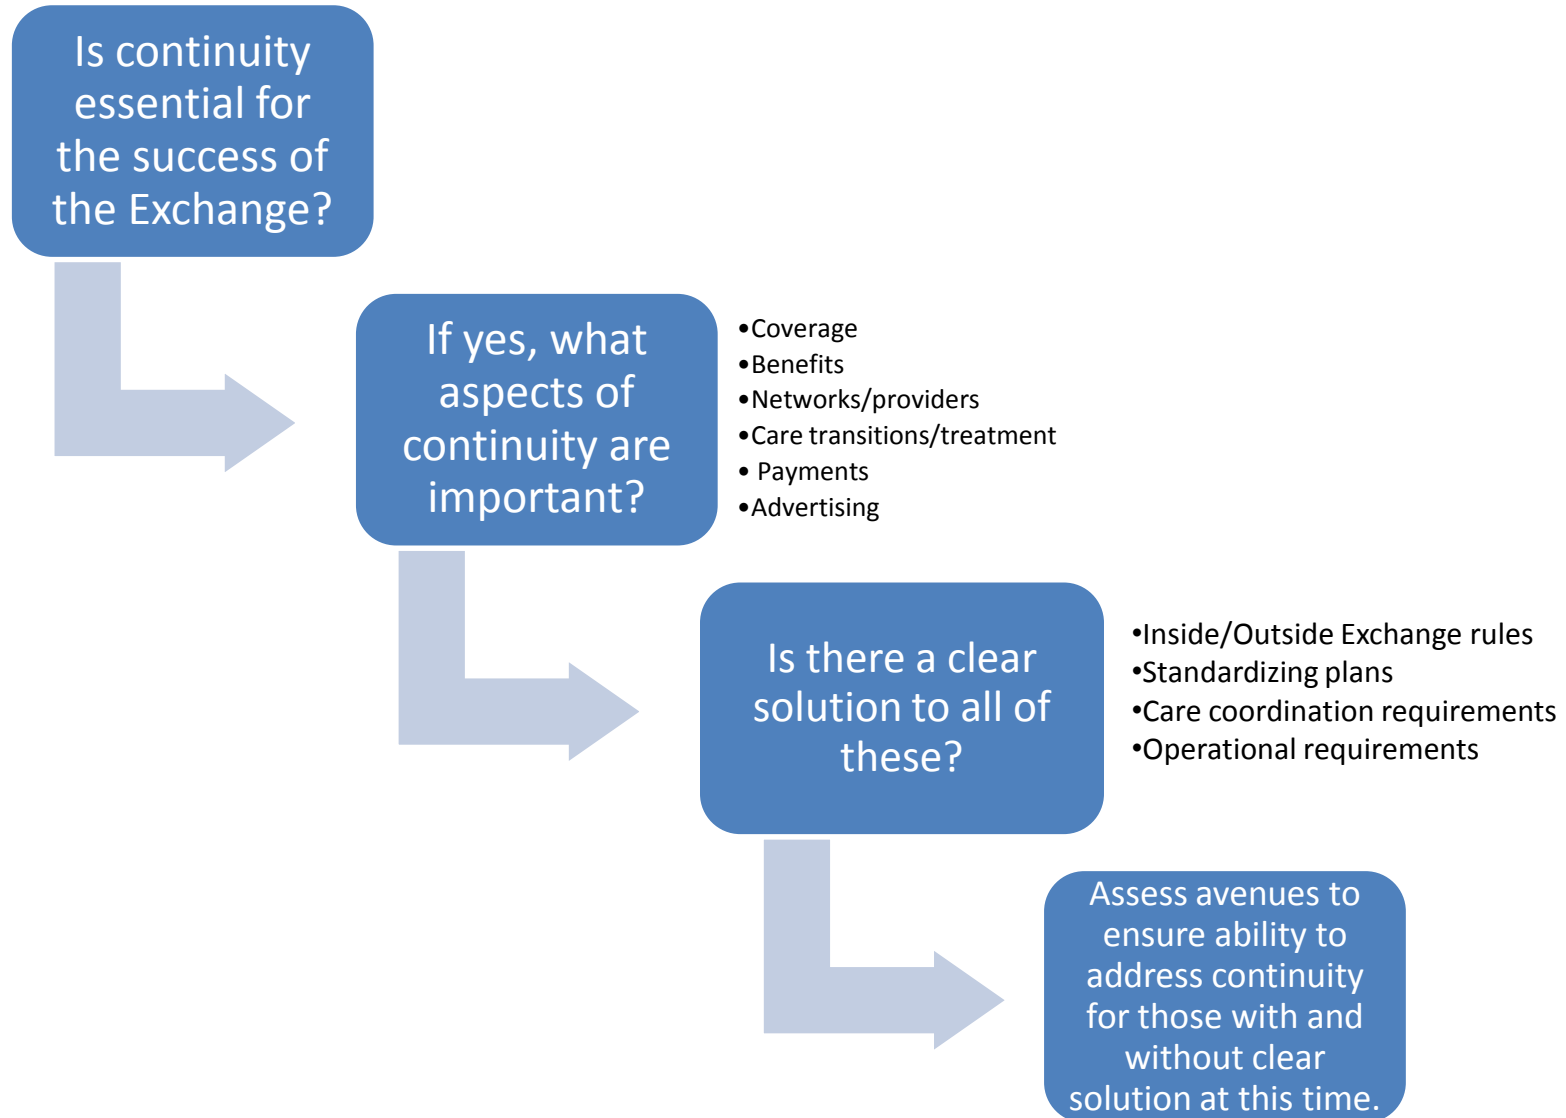 Is continuity
essential for
the success of
the Exchange?
If yes, what
aspects of
continuity are
important?
•Coverage
•Benefits
•Networks/providers
•Care transitions/treatment
• Payments
•Advertising
Is there a clear
solution to all of
these?
•Inside/Outside Exchange rules
•Standardizing plans
•Care coordination requirements
•Operational requirements
Assess avenues to
ensure ability to
address continuity
for those with and
without clear
solution at this time.